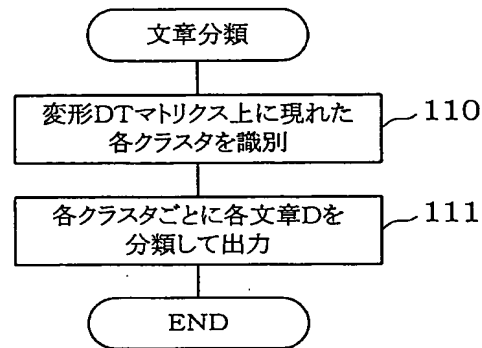 文章分類
変形DTマトリクス上に現れた
各クラスタを識別
110
各クラスタごとに各文章Dを
分類して出力
111
END